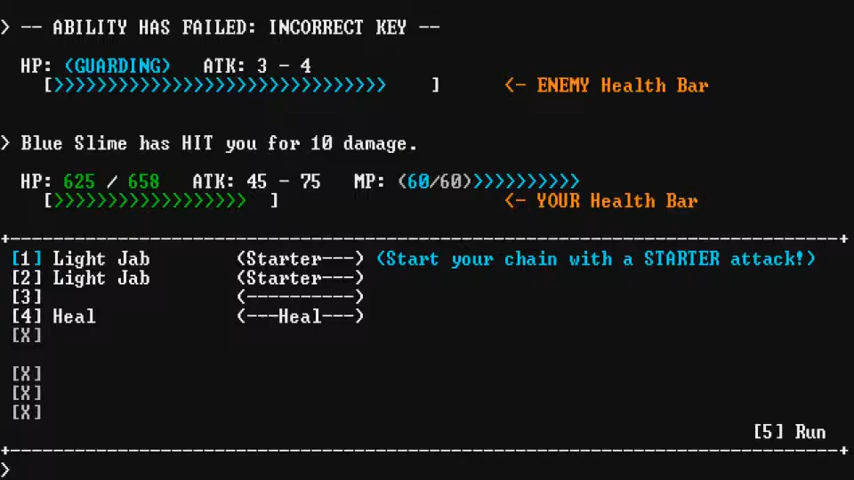 > -- ABILITY HAS FAILED: INCORRECT KEY --
HP: (GUARDING) ATK: 3 - 4
[>>>>>>>>>>>>>>>>>>>>>>>>>>>>>>> ] <- ENEMY Health Bar
> Blue Slime has HIT you for 10 damage.
HP: 625 / 658 ATK: 45 - 75 MP: (60/60)>>>>>>>>>>
[>>>>>>>>>>>>>>>>>> ] <- YOUR Health Bar
[1] Light Jab (Starter---) (Start your chain with a STARTER attack!)
[2] Light Jab (Starter---)
[3] (----------)
[4] Heal (---Heal---)
[X]
[X]
[X]
[X]
[5] Run
>